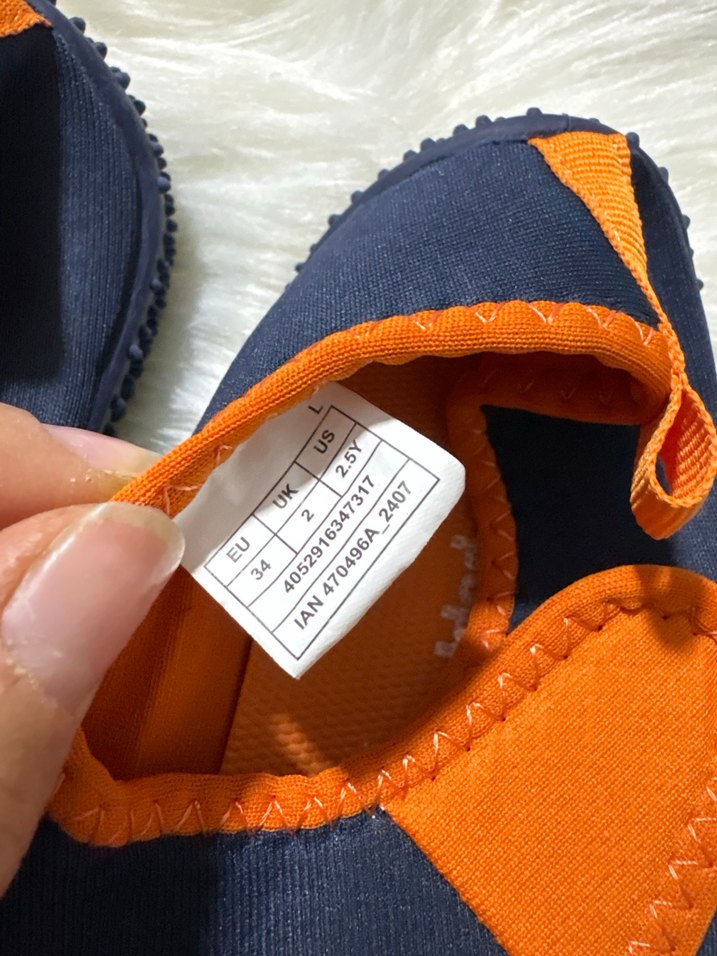 L
EU UK US
34 2 2.5Y
4052916347317
IAN 470496A_2407